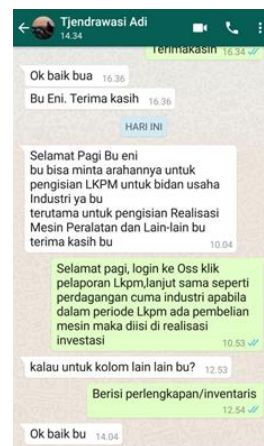 Tjendrawasi Adi
14.34
Terimakasih 16.34
Ok baik bua 16.36
Bu Eni. Terima kasih 16.36
HARI INI
Selamat Pagi Bu eni
bu bisa minta arahannya untuk
pengisian LKPM untuk bidan usaha
Industri ya bu
terutama untuk pengisian Realisasi
Mesin Peralatan dan Lain-lain bu
terima kasih bu 10.04
Selamat pagi, login ke Oss klik
pelaporan Lkpm,lanjut sama seperti
perdagangan cuma industri apabila
dalam periode Lkpm ada pembelian
mesin maka diisi di realisasi
investasi 10.53
kalau untuk kolom lain lain bu? 12.53
Berisi perlengkapan/inventaris
12.54
Ok baik bu 14.04